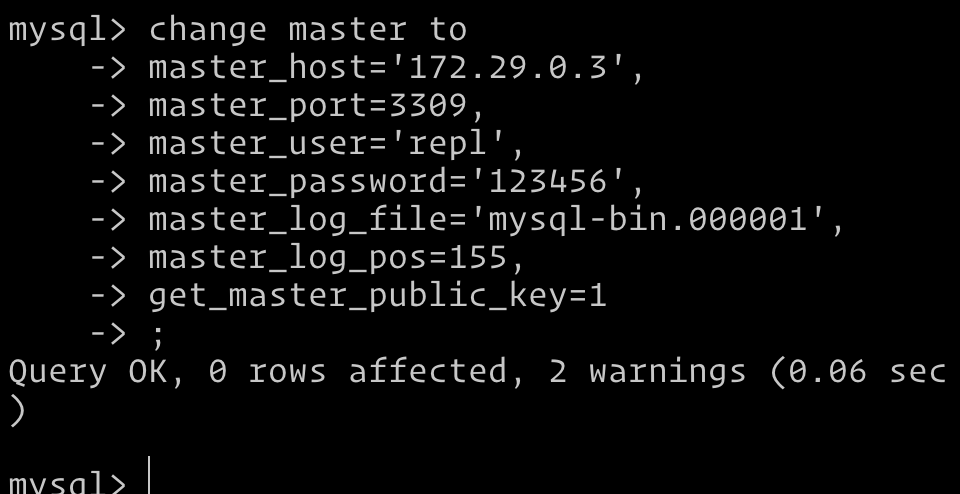 mysql> change master to
    -> master_host='172.29.0.3',
    -> master_port=3309,
    -> master_user='repl',
    -> master_password='123456',
    -> master_log_file='mysql-bin.000001',
    -> master_log_pos=155,
    -> get_master_public_key=1
    -> ;
Query OK, 0 rows affected, 2 warnings (0.06 sec
)
mysql>